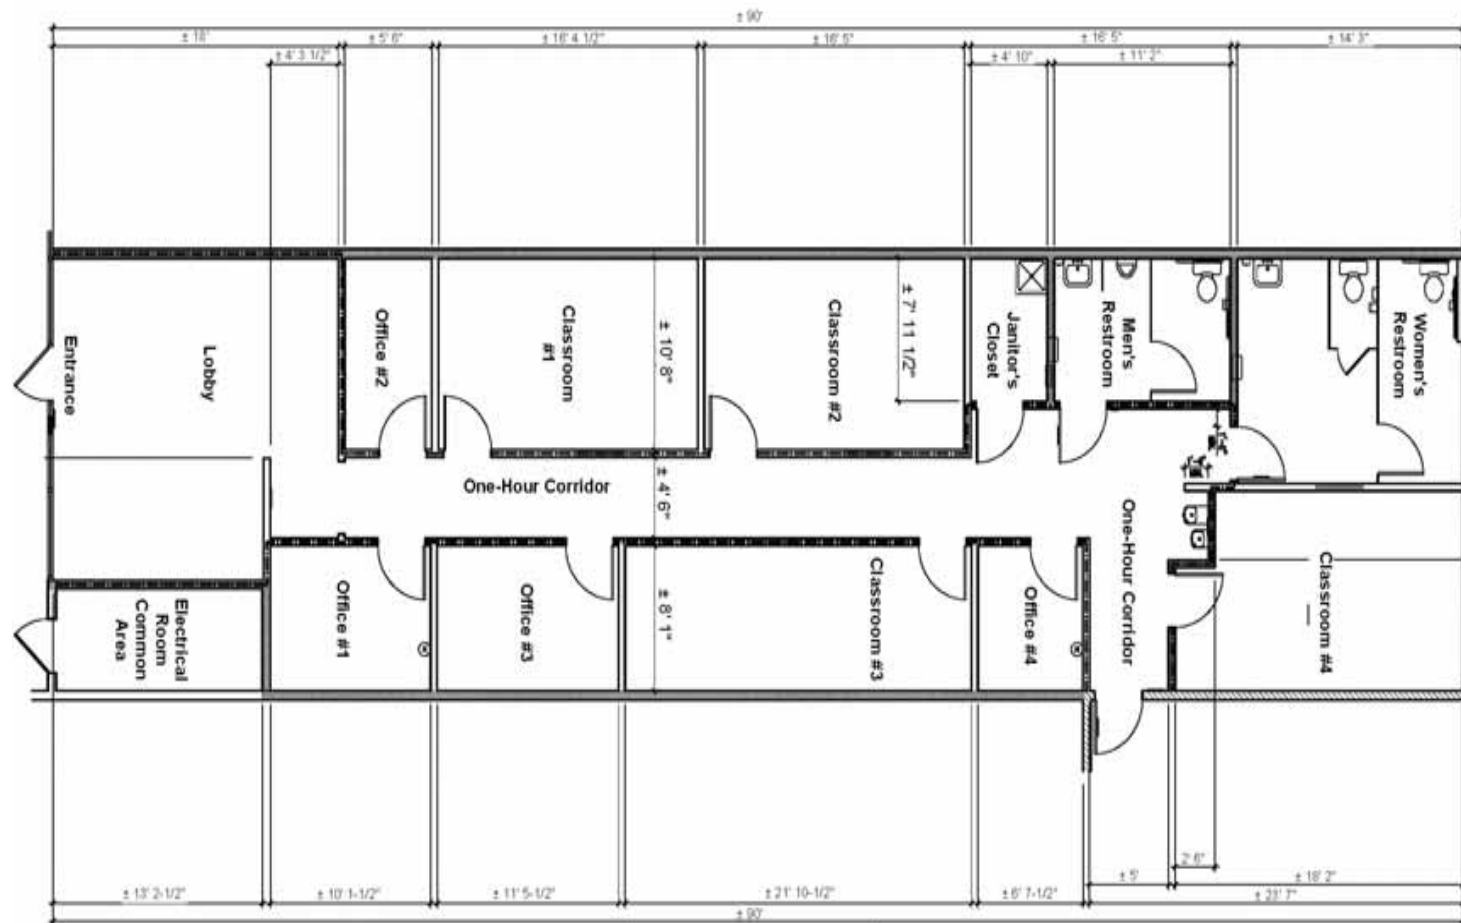 ± 90'
± 18'
± 5' 6"
± 16' 4 1/2"
± 16' 5"
± 16' 5"
± 14' 3"
± 4' 3 1/2"
± 4' 10"
± 11' 2"
Entrance
Lobby
Office #2
Classroom
#1
± 10' 8"
Classroom #2
± 7' 11 1/2"
Janitor's
Closet
Men's
Restroom
Women's
Restroom
One-Hour Corridor
± 4' 6"
One-Hour Corridor
Electrical
Room
Common
Area
Office #1
Office #3
± 8' 1"
Classroom #3
Office #4
Classroom #4
2' 6"
± 13' 2-1/2"
± 10' 1-1/2"
± 11' 5-1/2"
± 21' 10-1/2"
± 6' 7-1/2"
± 5'
± 18' 2"
± 23' 7"
± 90'